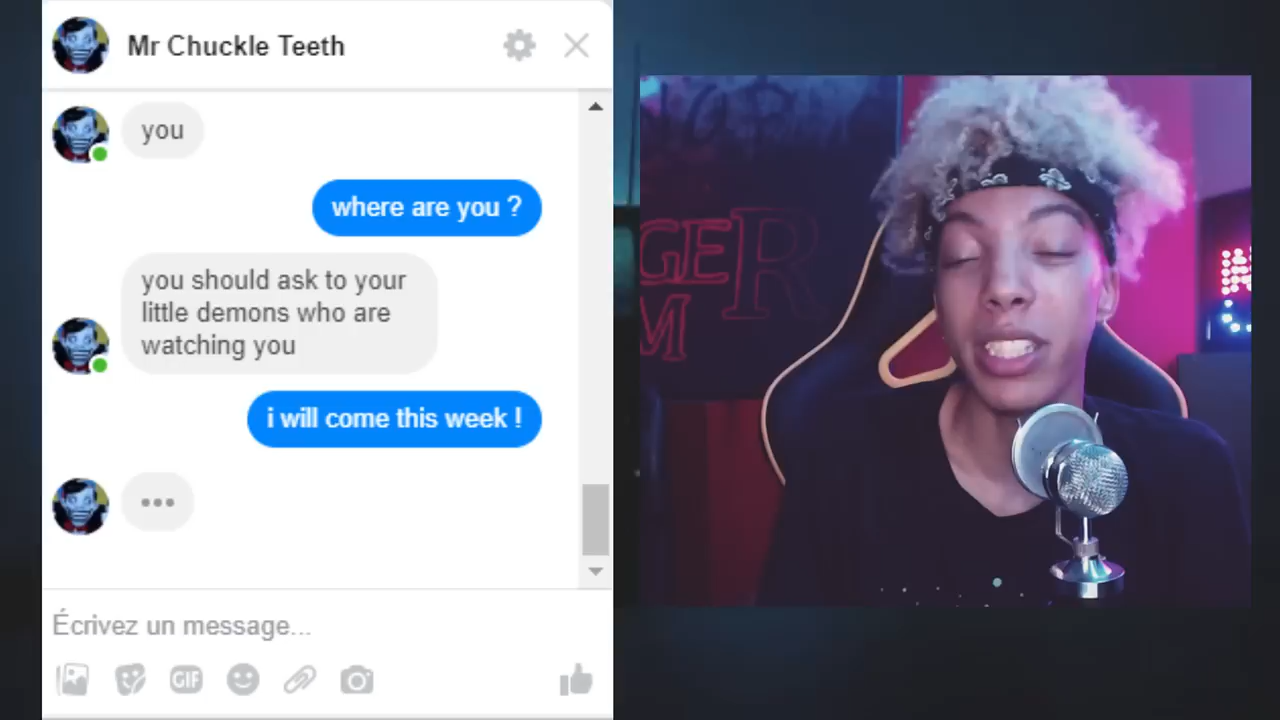 Mr Chuckle Teeth
you
where are you ?
you should ask to your
little demons who are
watching you
i will come this week !
Écrivez un message...
GIF